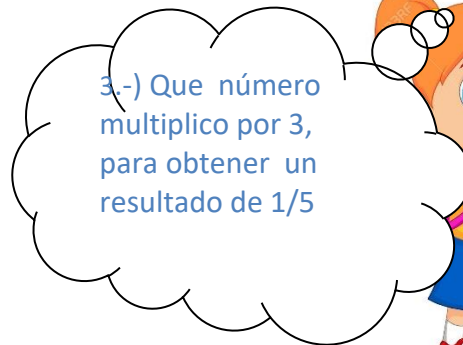 3.-) Que número
multiplico por 3,
para obtener un
resultado de 1/5